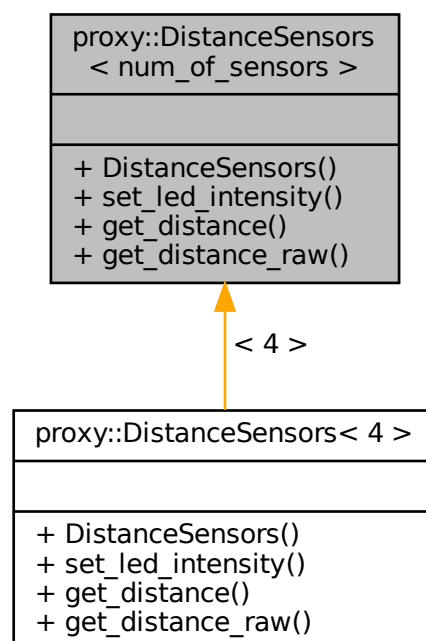 proxy::DistanceSensors
< num_of_sensors >
+ DistanceSensors()
+ set_led_intensity()
+ get_distance()
+ get_distance_raw()
< 4 >
proxy::DistanceSensors< 4 >
+ DistanceSensors()
+ set_led_intensity()
+ get_distance()
+ get_distance_raw()